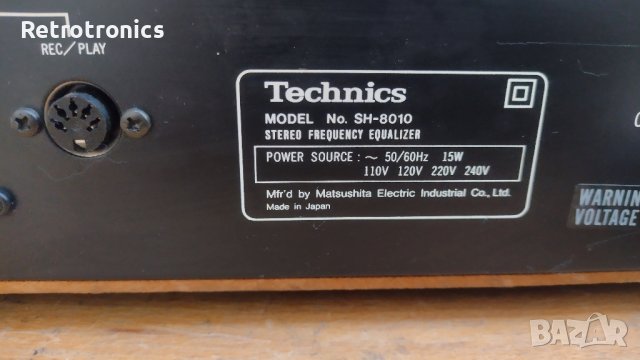 Retrotronics
REC/PLAY
Technics
MODEL No. SH-8010
STEREO FREQUENCY EQUALIZER
POWER SOURCE : ~ 50/60Hz 15W
110V 120V 220V 240V
Mfr'd by Matsushita Electric Industrial Co., Ltd.
Made in Japan
VOLTAGE
BAZAR